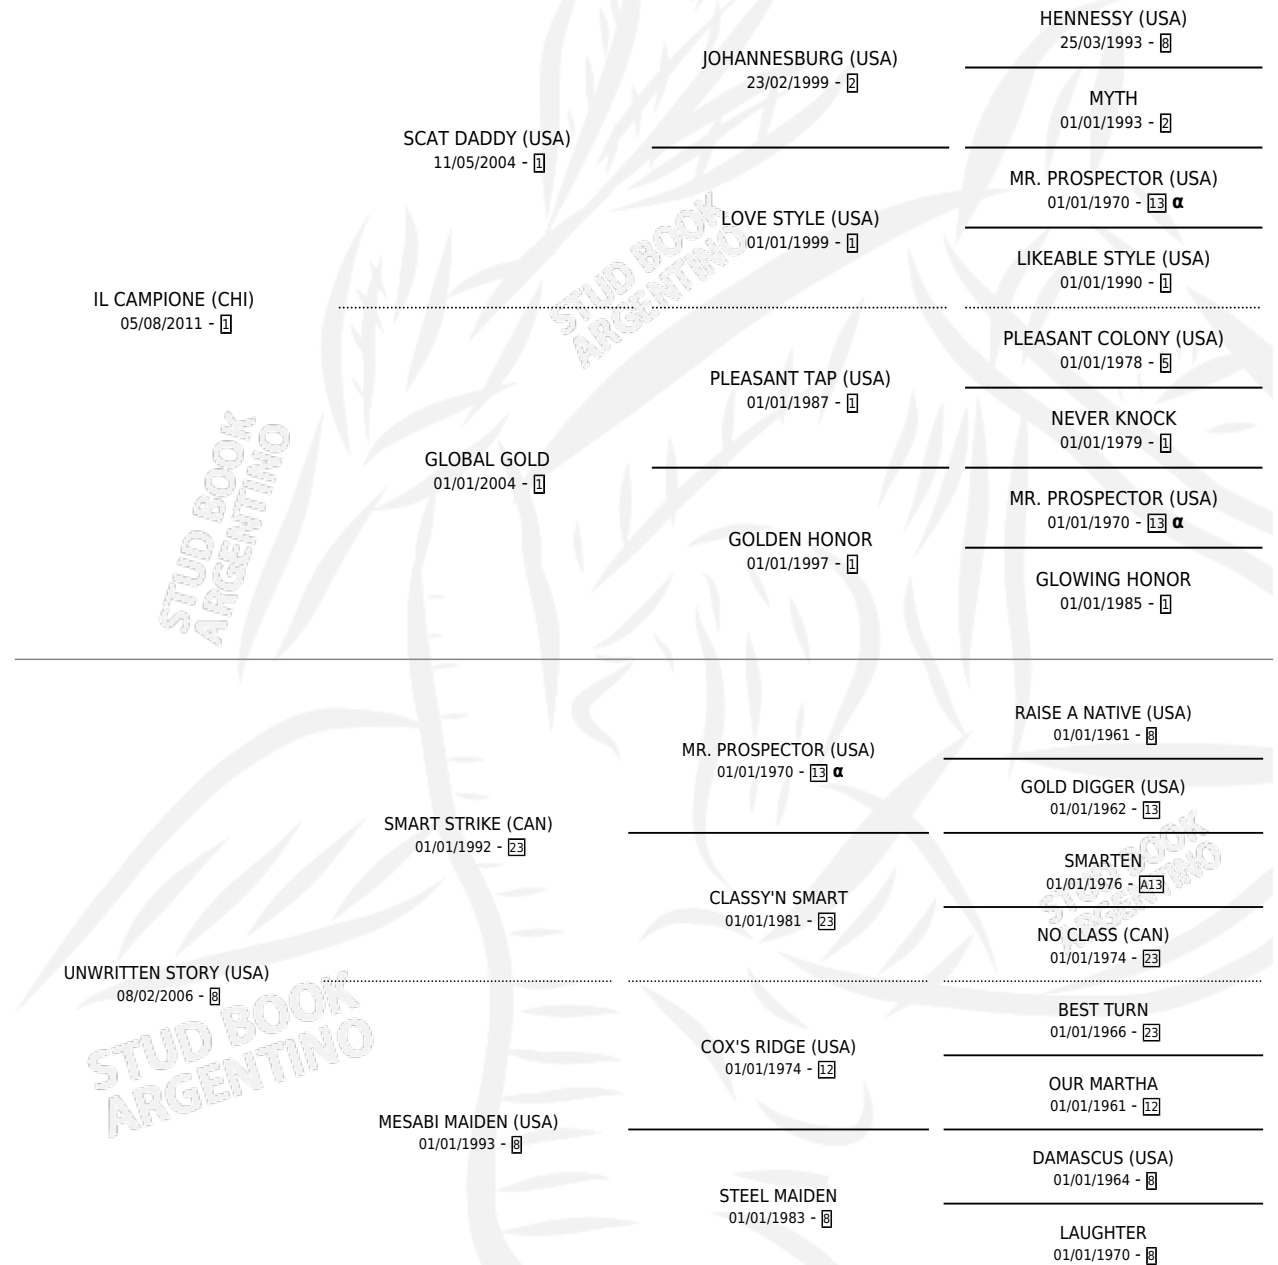 HENNESSY (USA)
25/03/1993 - 8
JOHANNESBURG (USA)
23/02/1999 - 2
MYTH
01/01/1993 - 2
SCAT DADDY (USA)
11/05/2004 - 1
MR. PROSPECTOR (USA)
01/01/1970 - 13 α
LOVE STYLE (USA)
01/01/1999 - 1
LIKEABLE STYLE (USA)
01/01/1990 - 1
IL CAMPIONE (CHI)
05/08/2011 - 1
PLEASANT COLONY (USA)
01/01/1978 - 5
PLEASANT TAP (USA)
01/01/1987 - 1
NEVER KNOCK
01/01/1979 - 1
GLOBAL GOLD
01/01/2004 - 1
MR. PROSPECTOR (USA)
01/01/1970 - 13 α
GOLDEN HONOR
01/01/1997 - 1
GLOWING HONOR
01/01/1985 - 1
RAISE A NATIVE (USA)
01/01/1961 - 8
MR. PROSPECTOR (USA)
01/01/1970 - 13 α
GOLD DIGGER (USA)
01/01/1962 - 13
SMART STRIKE (CAN)
01/01/1992 - 23
SMARTEN
01/01/1976 - A13
CLASSY'N SMART
01/01/1981 - 23
NO CLASS (CAN)
01/01/1974 - 23
UNWRITTEN STORY (USA)
08/02/2006 - 8
BEST TURN
01/01/1966 - 23
COX'S RIDGE (USA)
01/01/1974 - 12
OUR MARTHA
01/01/1961 - 12
MESABI MAIDEN (USA)
01/01/1993 - 8
DAMASCUS (USA)
01/01/1964 - 8
STEEL MAIDEN
01/01/1983 - 8
LAUGHTER
01/01/1970 - 8
STUD BOOK
ARGENTINO
STUD BOOK
ARGENTINO
STUD BOOK
ARGENTINO
STUD BOOK
ARGENTINO